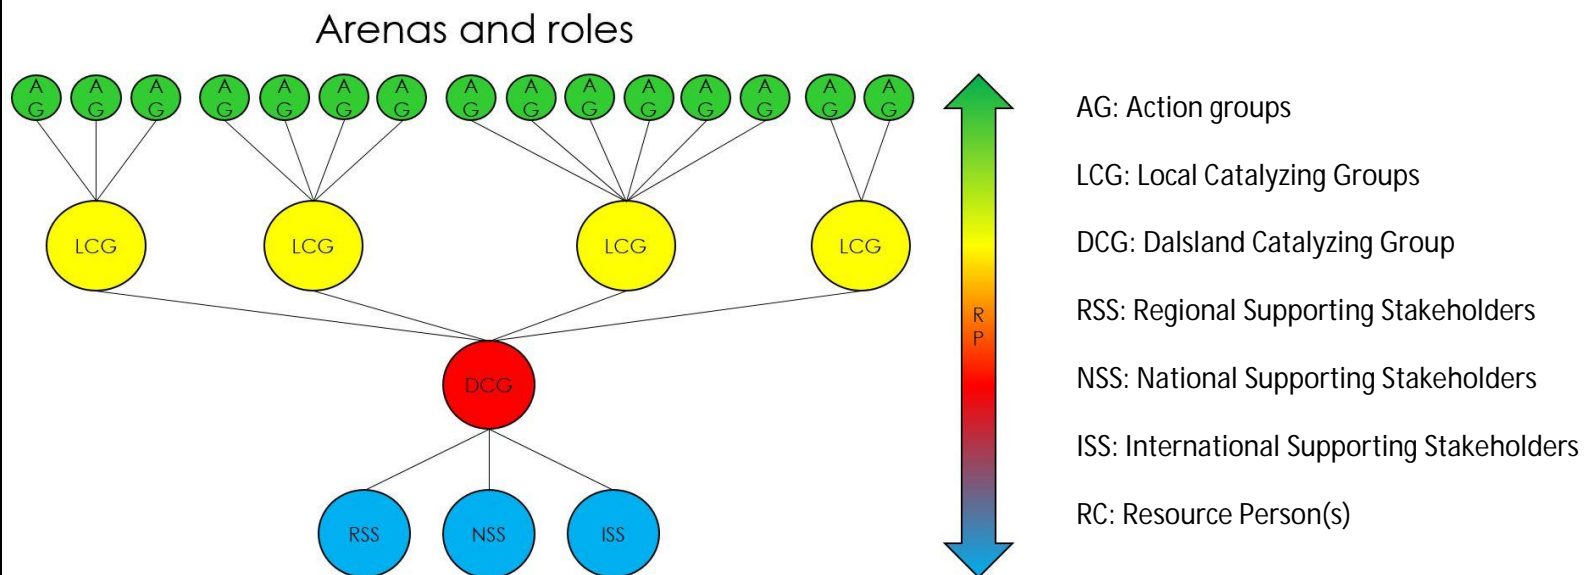 Arenas and roles
A G A G A G A G A G A G A G A G A G A G A G A G A G A G A G
LCG LCG LCG LCG
R P
DCG
RSS NSS ISS
AG: Action groups
LCG: Local Catalyzing Groups
DCG: Dalsland Catalyzing Group
RSS: Regional Supporting Stakeholders
NSS: National Supporting Stakeholders
ISS: International Supporting Stakeholders
RC: Resource Person(s)